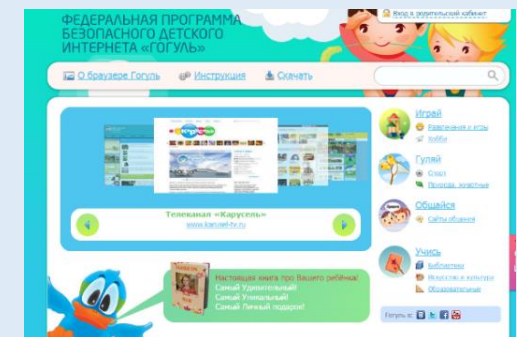 ФЕДЕРАЛЬНАЯ ПРОГРАММА
БЕЗОПАСНОГО ДЕТСКОГО
ИНТЕРНЕТА «ГОГУЛЬ»
Вход в родительский кабинет
О браузере Гогуль
Инструкция
Скачать
Телеканал «Карусель»
www.karusel-tv.ru
Настоящая книга про Вашего ребёнка!
Самый Удивительный!
Самый Уникальный!
Самый Личный подарок!
Играй
Развлечения и игры
Хобби
Гуляй
Спорт
Природа, животные
Общайся
Сайты общения
Учись
Библиотеки
Искусство и культура
Образовательные
Гогуль в: